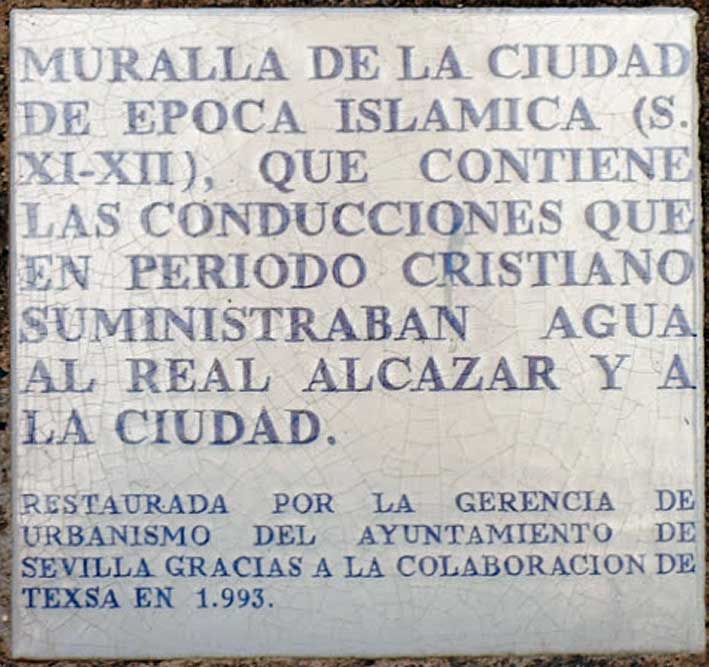 MURALLA DE LA CIUDAD
DE EPOCA ISLAMICA (S.
XI-XII), QUE CONTIENE
LAS CONDUCCIONES QUE
EN PERIODO CRISTIANO
SUMINISTRABAN AGUA
AL REAL ALCAZAR Y A
LA CIUDAD.
RESTAURADA POR LA GERENCIA DE
URBANISMO DEL AYUNTAMIENTO DE
SEVILLA GRACIAS A LA COLABORACION DE
TEXSA EN 1.993.